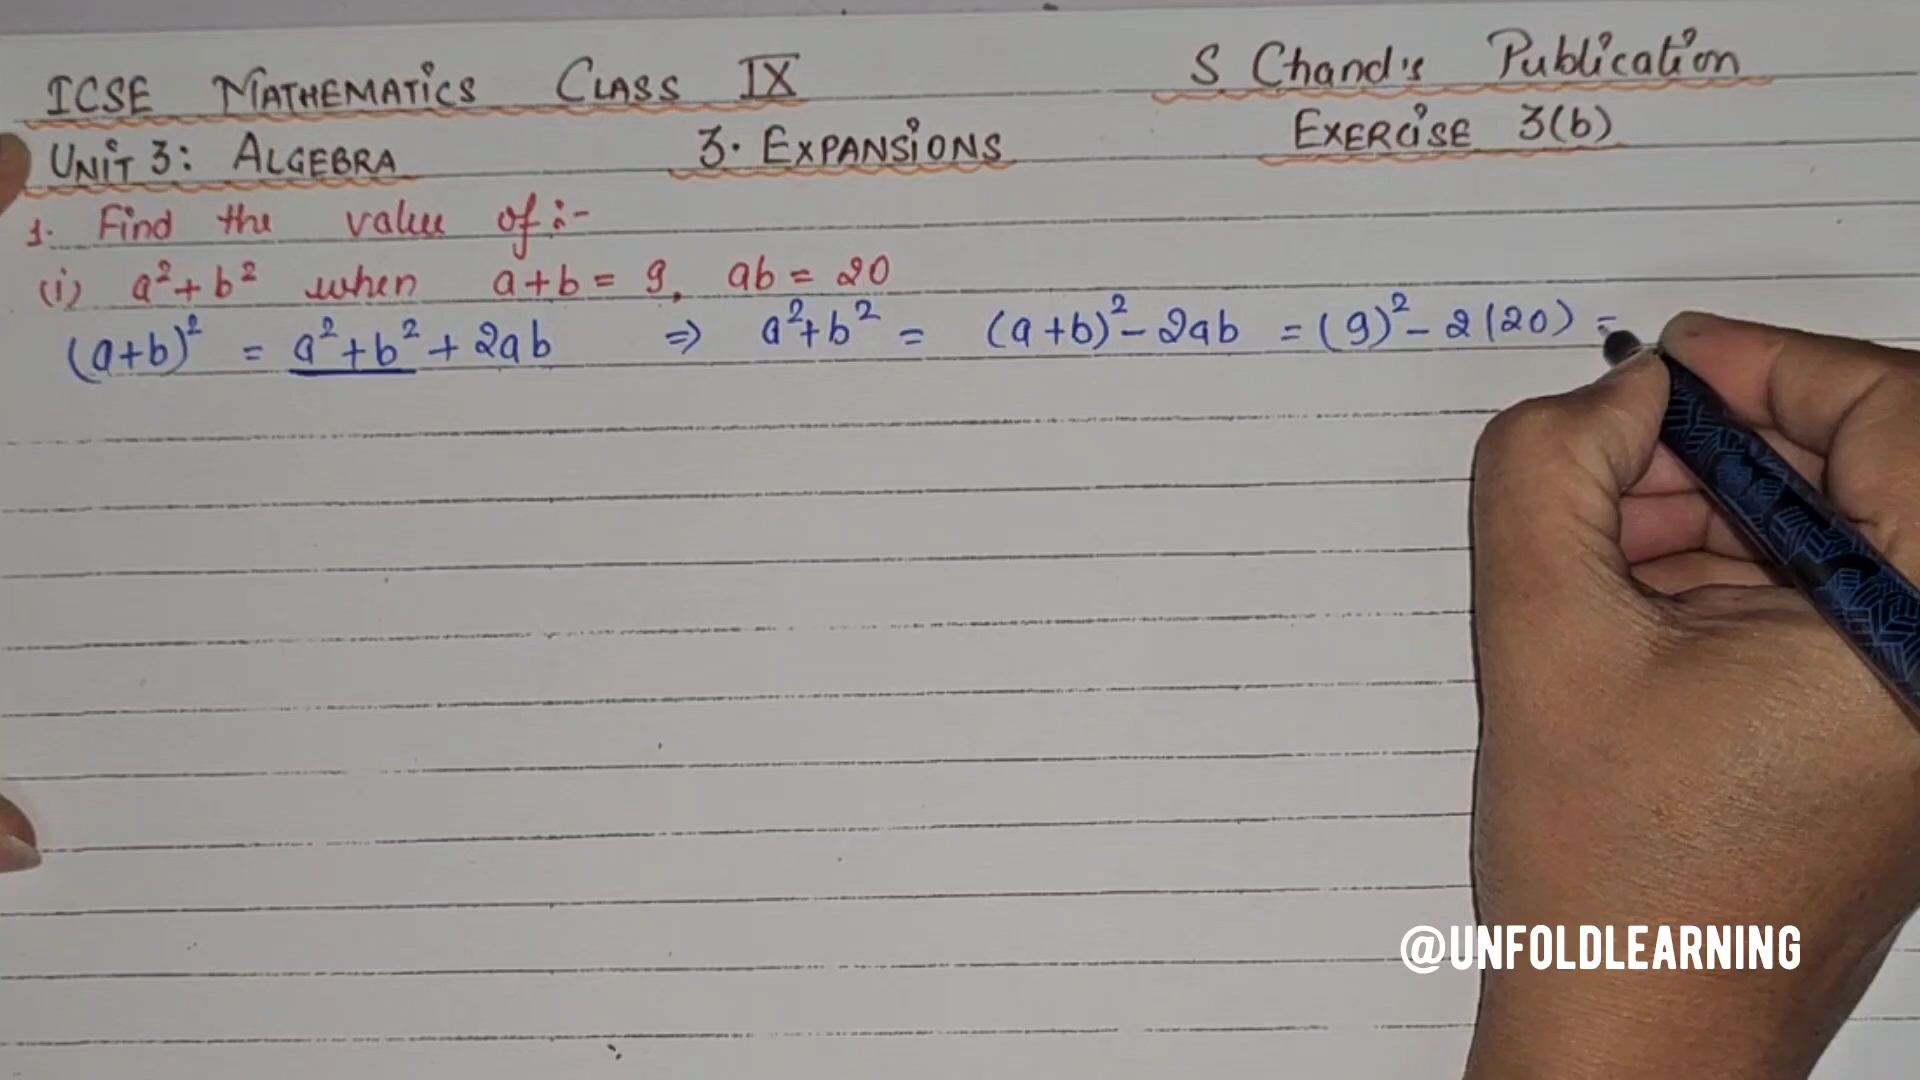 ICSE MATHEMATICS CLASS IX S Chand's Publication
UNIT 3: ALGEBRA 3. EXPANSIONS EXERCISE 3(b)
1. Find the value of :-
(i) a²+b² when a+b = 9, ab = 20
(a+b)² = a²+b²+2ab ⇒ a²+b² = (a+b)²-2ab = (9)²-2(20) =
@UNFOLDLEARNING